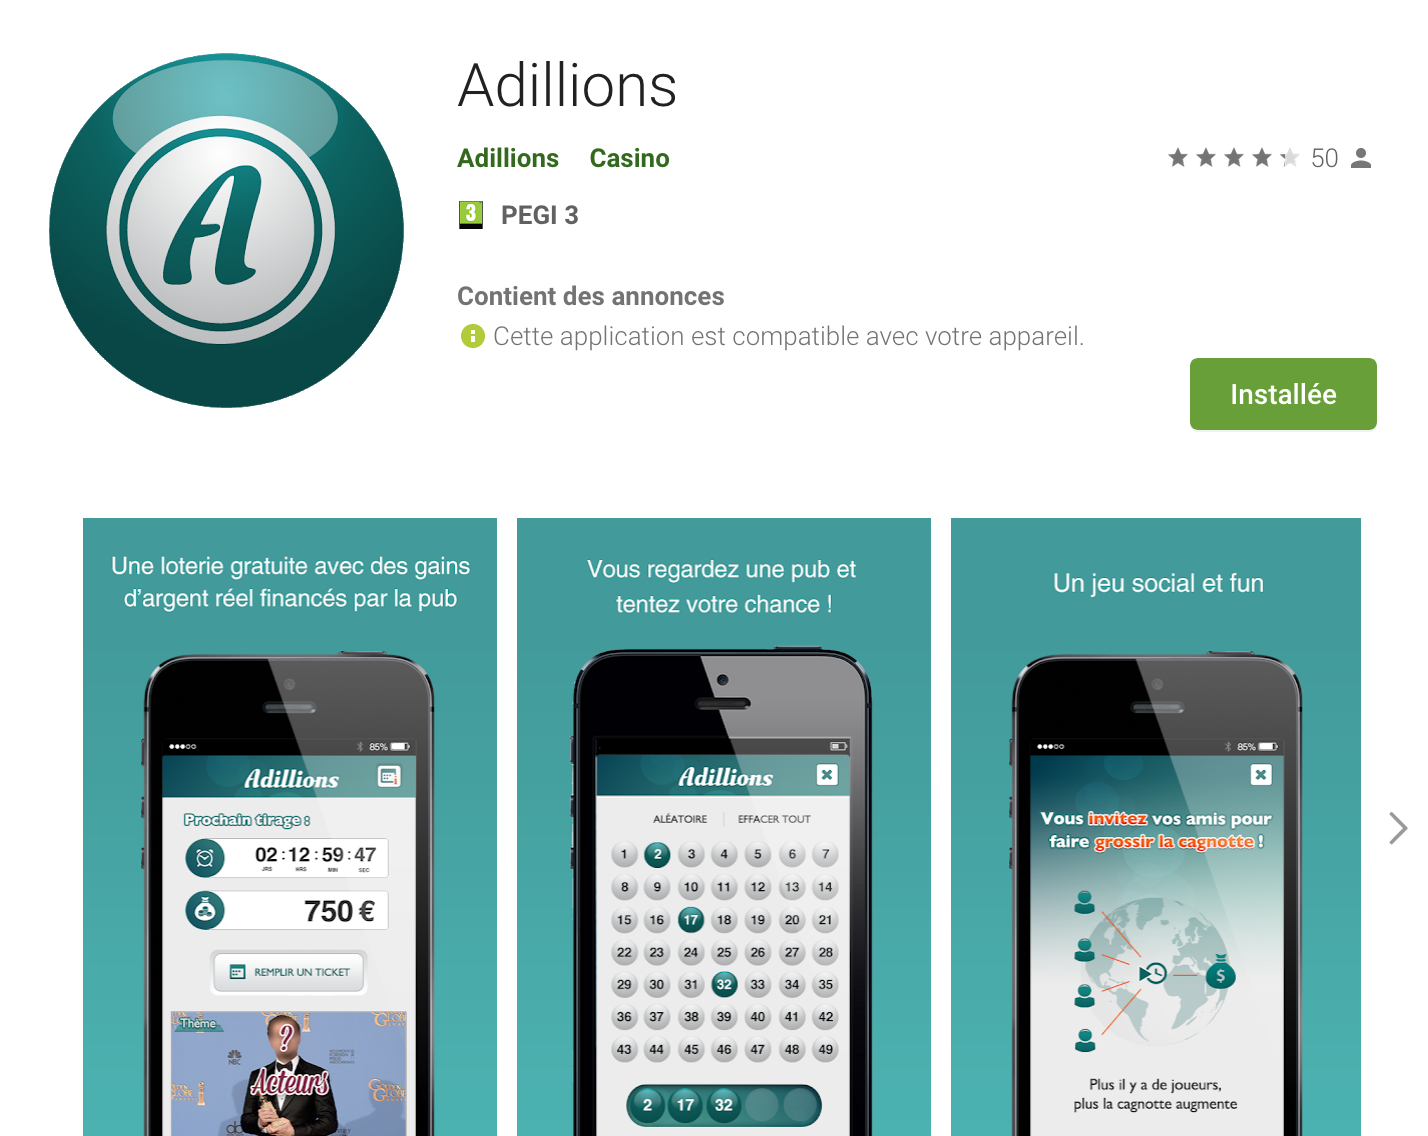 A
Adillions
Adillions Casino
50
3 PEGI 3
Contient des annonces
Cette application est compatible avec votre appareil.
Installée
Une loterie gratuite avec des gains
d'argent réel financés par la pub
85%
Adillions
Prochain tirage :
02 : 12 : 59 : 47
JRS HRS MIN SEC
750 €
REMPLIR UN TICKET
Thème
?
NBC
Acteurs
Vous regardez une pub et
tentez votre chance !
Adillions
ALÉATOIRE EFFACER TOUT
1 2 3 4 5 6 7
8 9 10 11 12 13 14
15 16 17 18 19 20 21
22 23 24 25 26 27 28
29 30 31 32 33 34 35
36 37 38 39 40 41 42
43 44 45 46 47 48 49
2 17 32
Un jeu social et fun
85%
Vous invitez vos amis pour
faire grossir la cagnotte !
$
Plus il y a de joueurs,
plus la cagnotte augmente